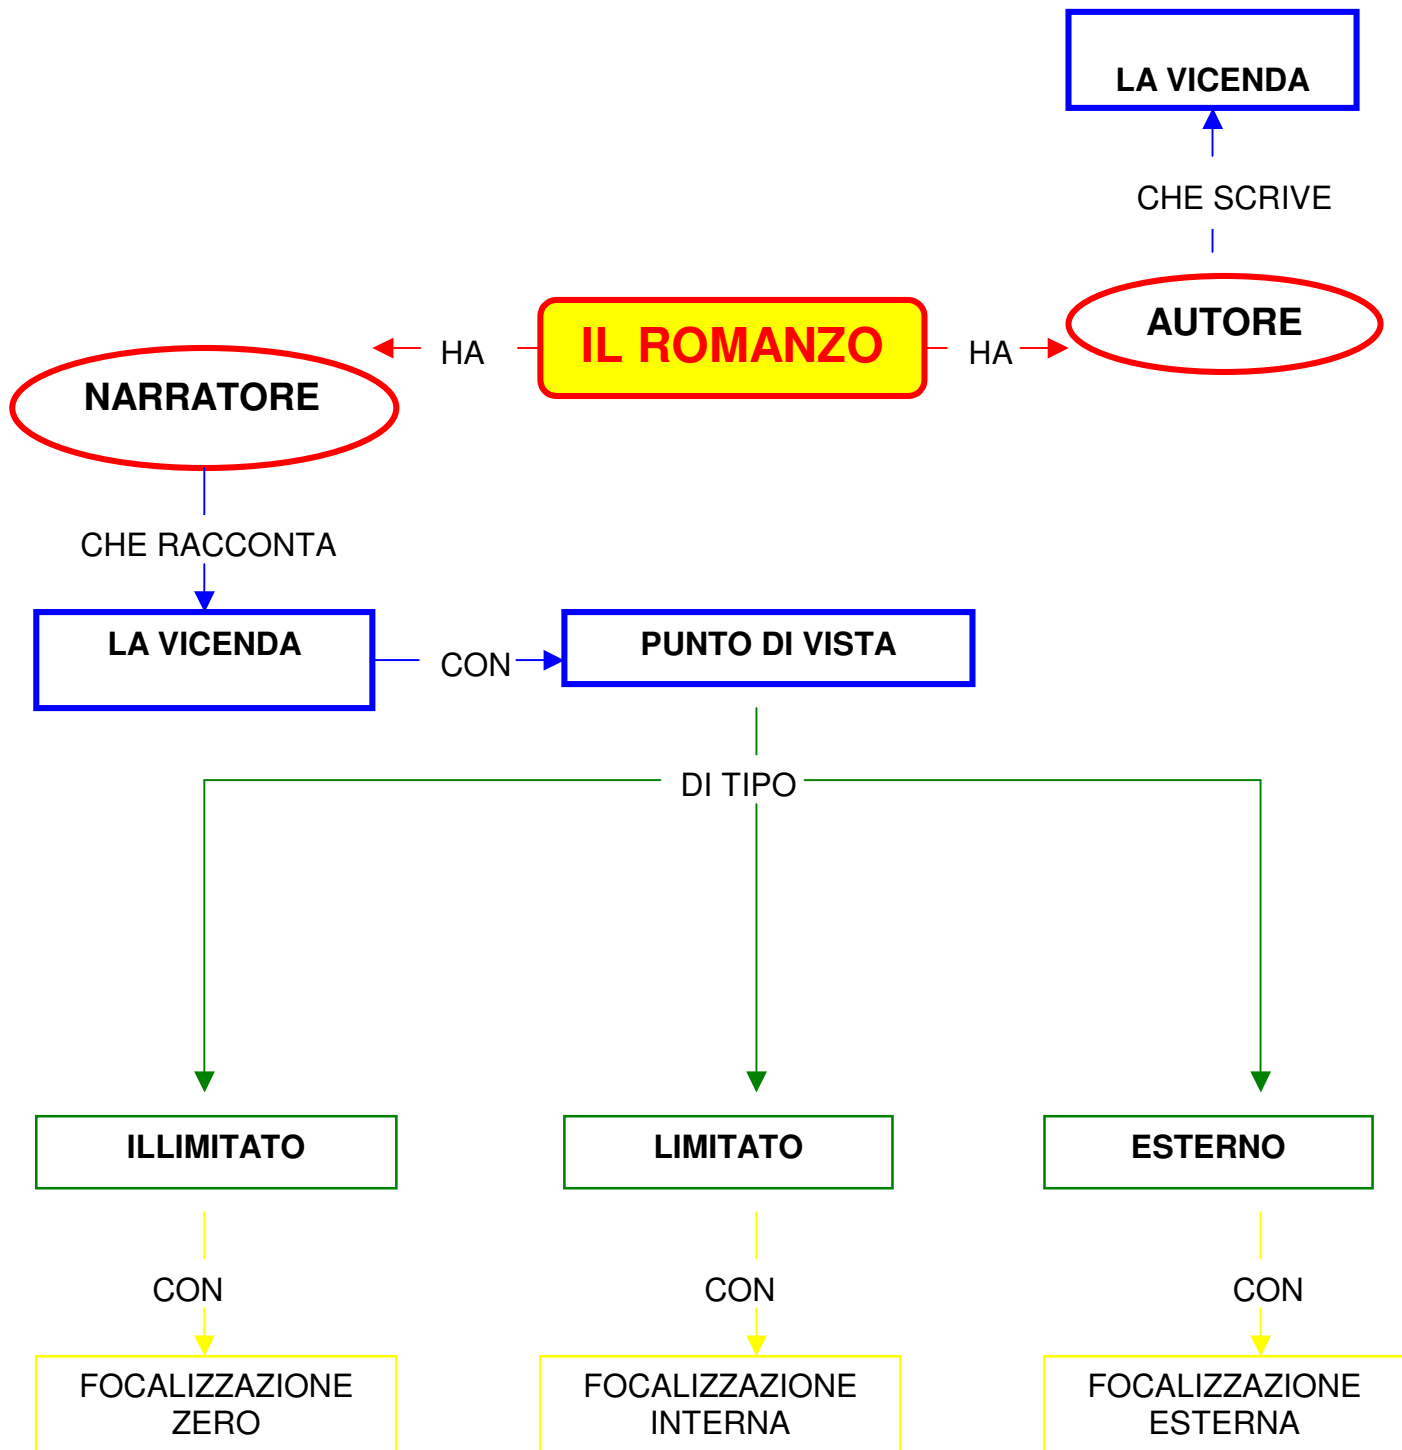 LA VICENDA
CHE SCRIVE
AUTORE
IL ROMANZO
HA
HA
NARRATORE
CHE RACCONTA
LA VICENDA
CON
PUNTO DI VISTA
DI TIPO
ILLIMITATO
LIMITATO
ESTERNO
CON
CON
CON
FOCALIZZAZIONE
ZERO
FOCALIZZAZIONE
INTERNA
FOCALIZZAZIONE
ESTERNA